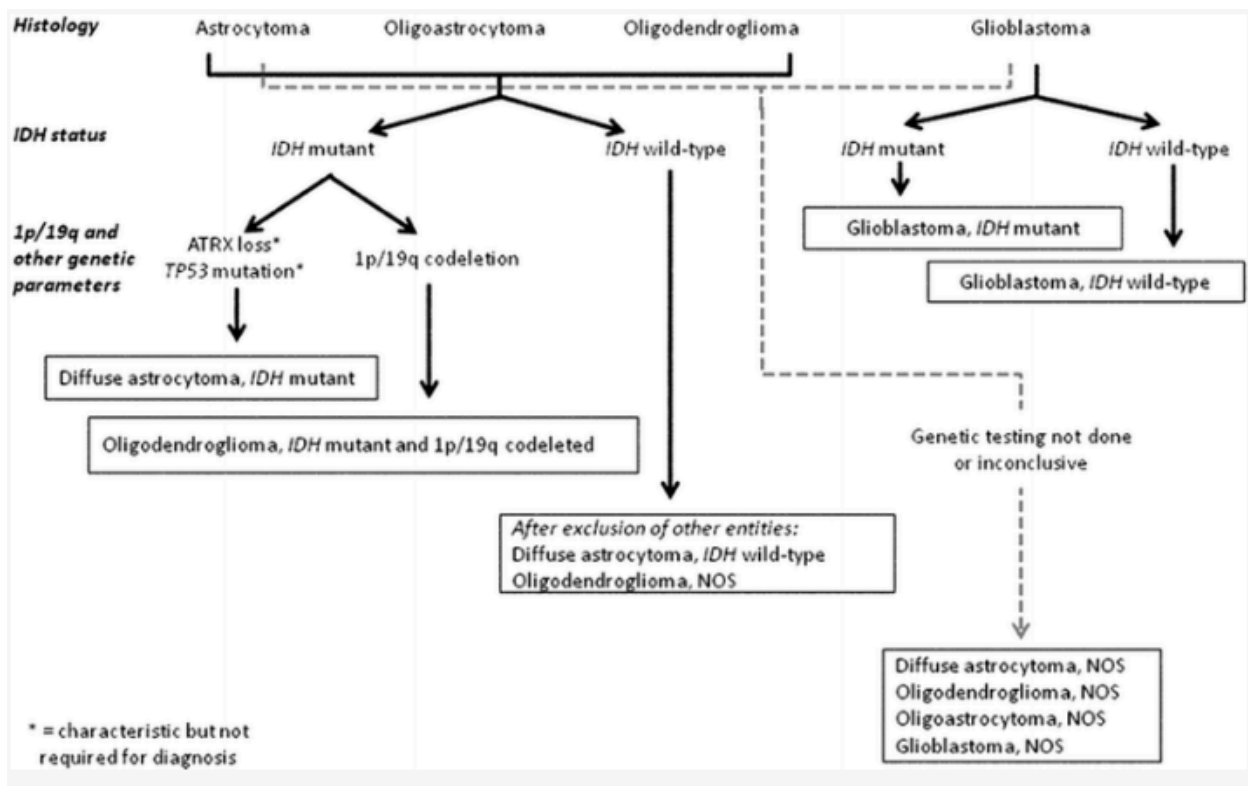 Histology
Astrocytoma
Oligoastrocytoma
Oligodendroglioma
Glioblastoma
IDH status
IDH mutant
IDH wild-type
IDH mutant
IDH wild-type
1p/19q and
other genetic
parameters
ATRX loss*
TP53 mutation*
1p/19q codeletion
Glioblastoma, IDH mutant
Glioblastoma, IDH wild-type
Diffuse astrocytoma, IDH mutant
Oligodendroglioma, IDH mutant and 1p/19q codeleted
Genetic testing not done
or inconclusive
After exclusion of other entities:
Diffuse astrocytoma, IDH wild-type
Oligodendroglioma, NOS
Diffuse astrocytoma, NOS
Oligodendroglioma, NOS
Oligoastrocytoma, NOS
Glioblastoma, NOS
* = characteristic but not
required for diagnosis